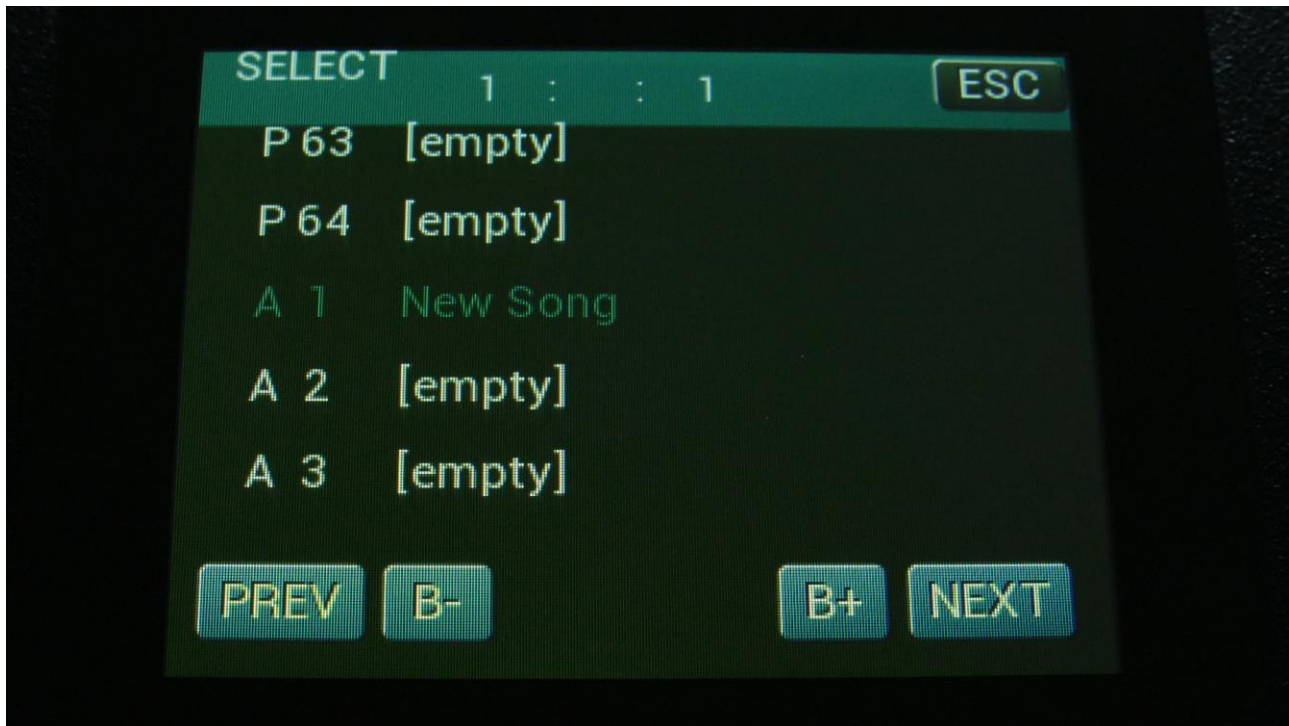 SELECT 1 : : 1 ESC
P 63 [empty]
P 64 [empty]
A 1 New Song
A 2 [empty]
A 3 [empty]
PREV B- B+ NEXT